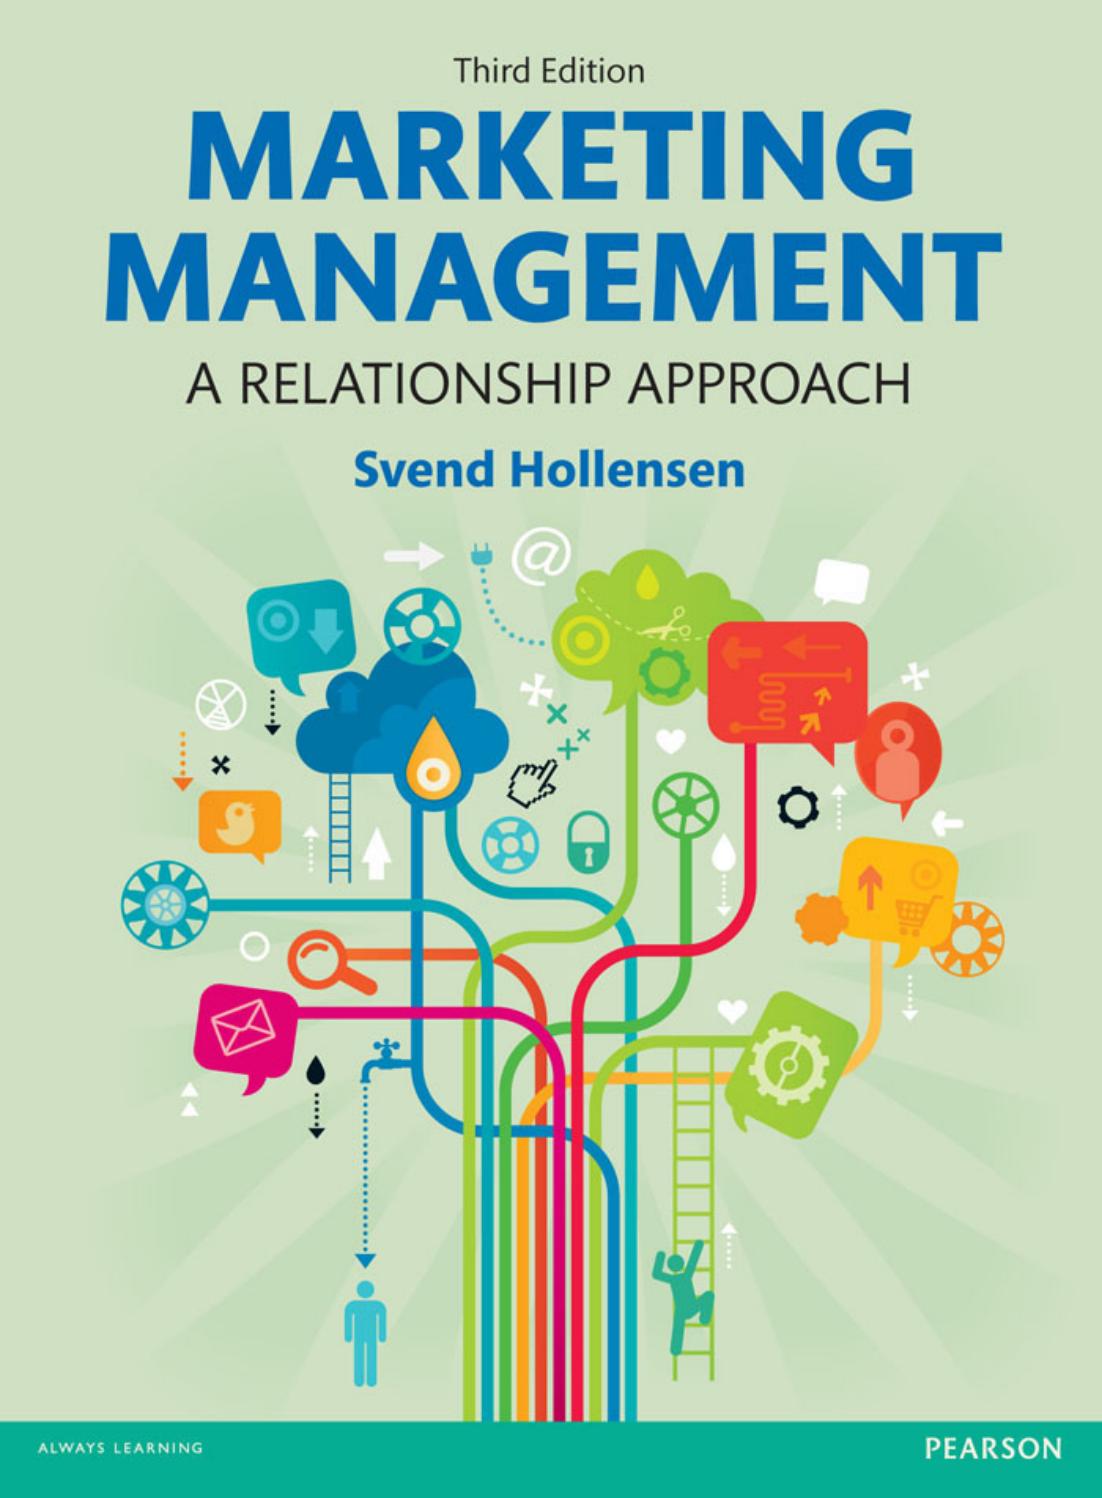 Third Edition
MARKETING
MANAGEMENT
A RELATIONSHIP APPROACH
Svend Hollensen
@
ALWAYS LEARNING
PEARSON